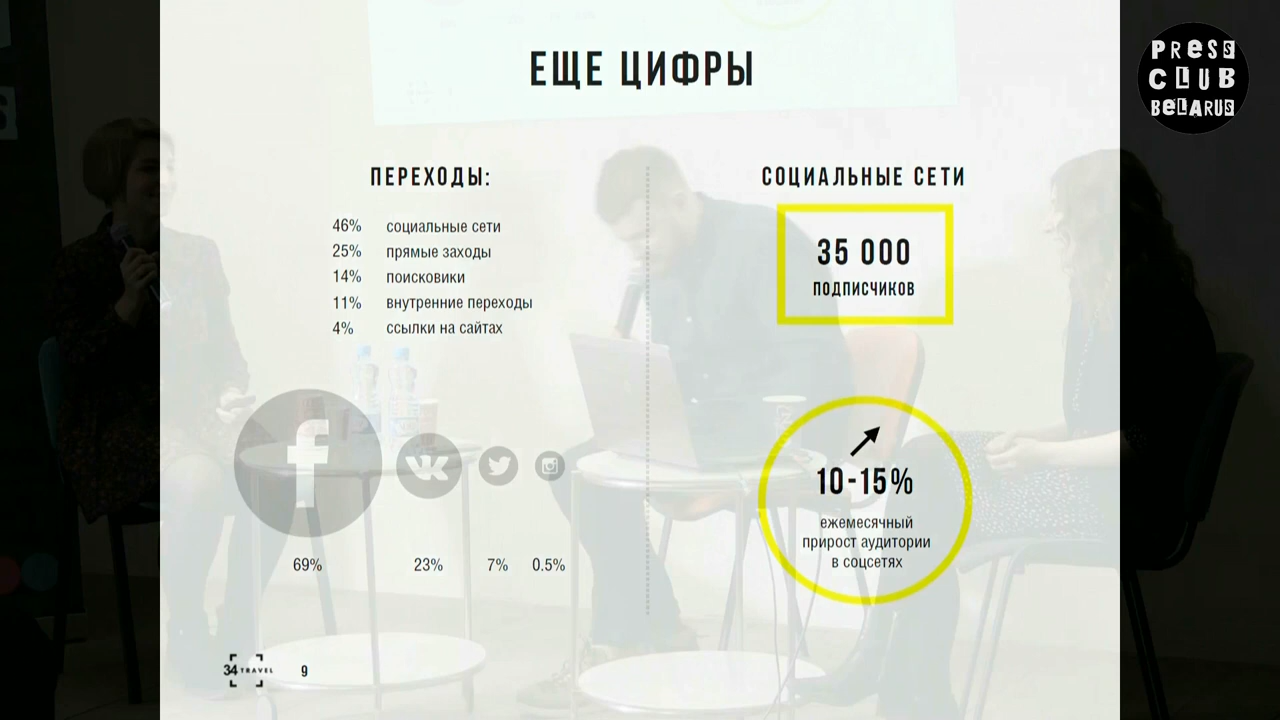 ЕЩЕ ЦИФРЫ
PRESS
CLUB
BELARUS
ПЕРЕХОДЫ:
46% социальные сети
25% прямые заходы
14% поисковики
11% внутренние переходы
4% ссылки на сайтах
69% 23% 7% 0.5%
СОЦИАЛЬНЫЕ СЕТИ
35 000
подписчиков
10-15%
ежемесячный
прирост аудитории
в соцсетях
34TRAVEL 9